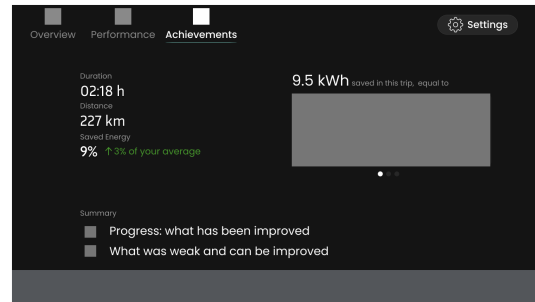 Overview Performance Achievements
Settings
Duration
02:18 h
Distance
227 km
Saved Energy
9% ↑3% of your average
9.5 kWh saved in this trip, equal to
Summary
Progress: what has been improved
What was weak and can be improved